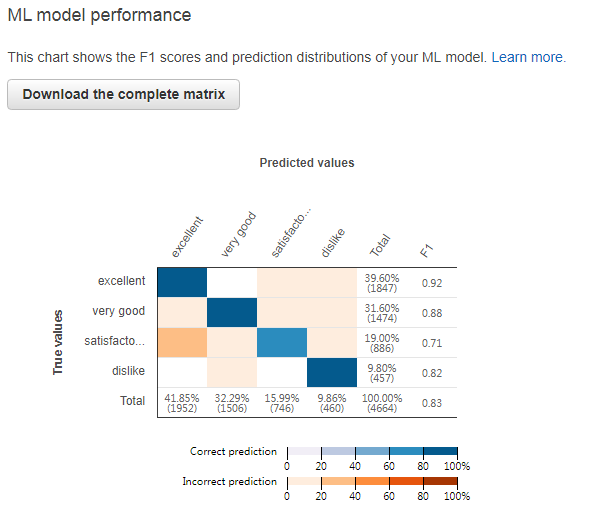 ML model performance
This chart shows the F1 scores and prediction distributions of your ML model. Learn more.
Download the complete matrix
Predicted values
excellent very good satisfacto... dislike Total F1
True values
excellent 39.60% (1847) 0.92
very good 31.60% (1474) 0.88
satisfacto... 19.00% (886) 0.71
dislike 9.80% (457) 0.82
Total 41.85% (1952) 32.29% (1506) 15.99% (746) 9.86% (460) 100.00% (4664) 0.83
Correct prediction
0 20 40 60 80 100%
Incorrect prediction
0 20 40 60 80 100%